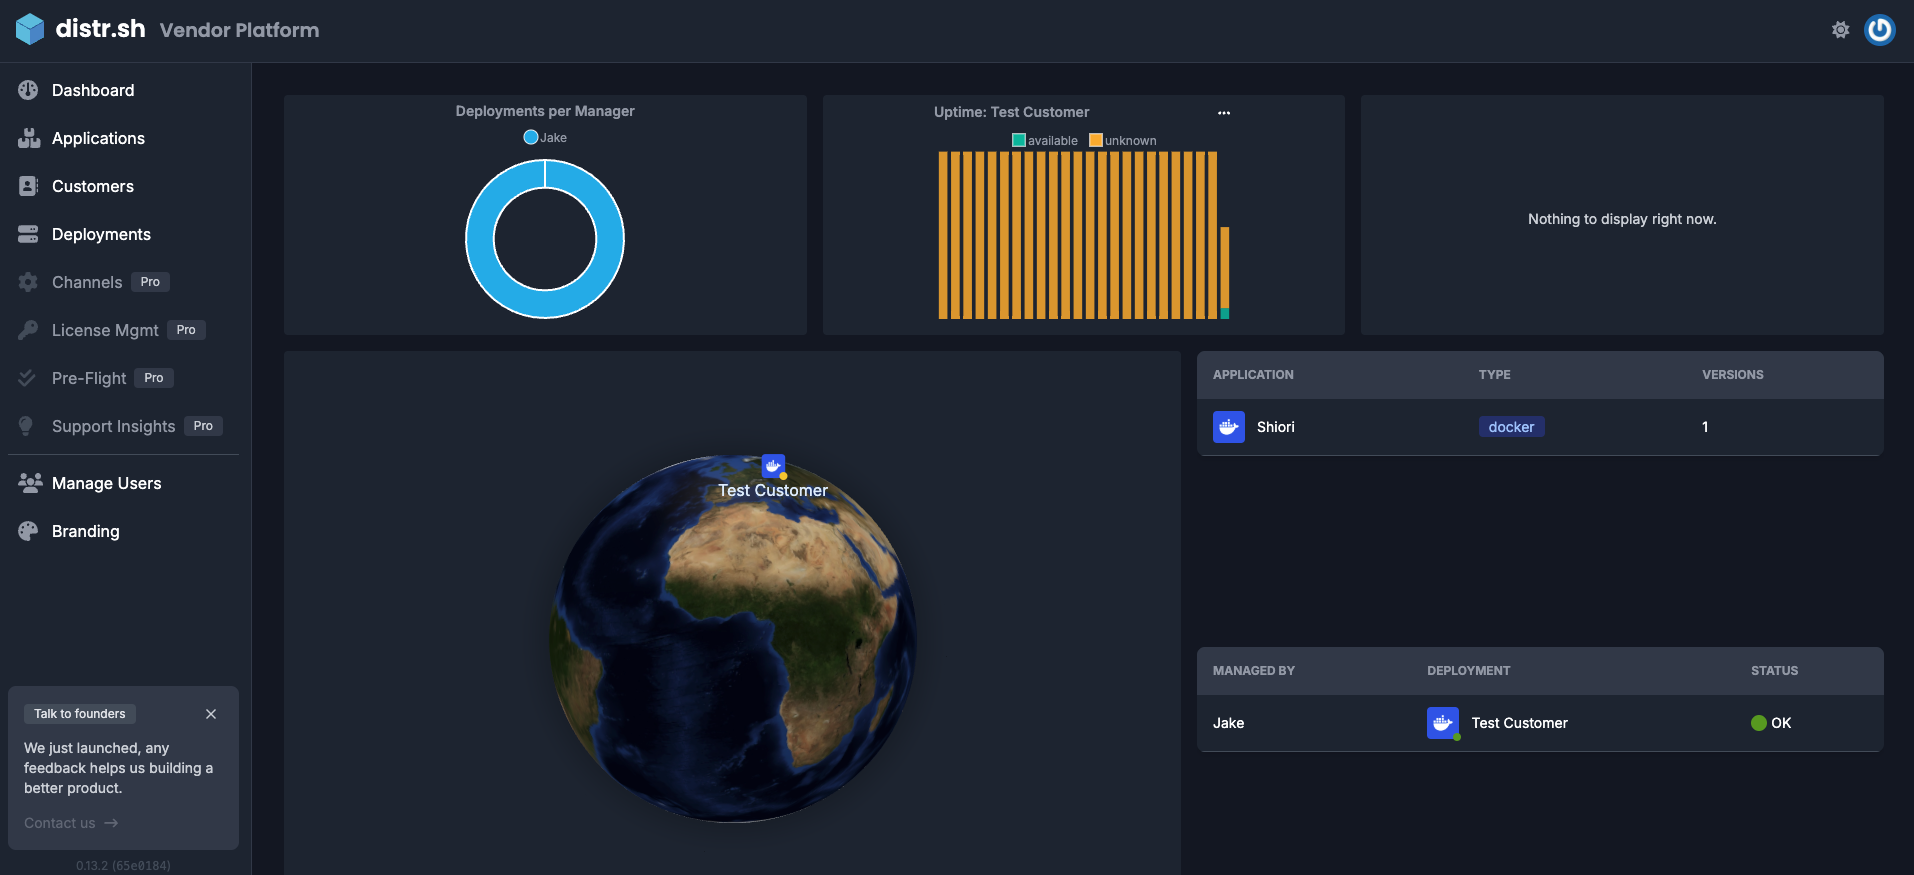 distr.sh Vendor Platform
Dashboard
Applications
Customers
Deployments
Channels Pro
License Mgmt Pro
Pre-Flight Pro
Support Insights Pro
Manage Users
Branding
Talk to founders
We just launched, any
feedback helps us building a
better product.
Contact us →
0.13.2 (65e0184)
Deployments per Manager
Jake
Uptime: Test Customer
available unknown
Nothing to display right now.
Test Customer
APPLICATION TYPE VERSIONS
Shiori docker 1
MANAGED BY DEPLOYMENT STATUS
Jake Test Customer OK